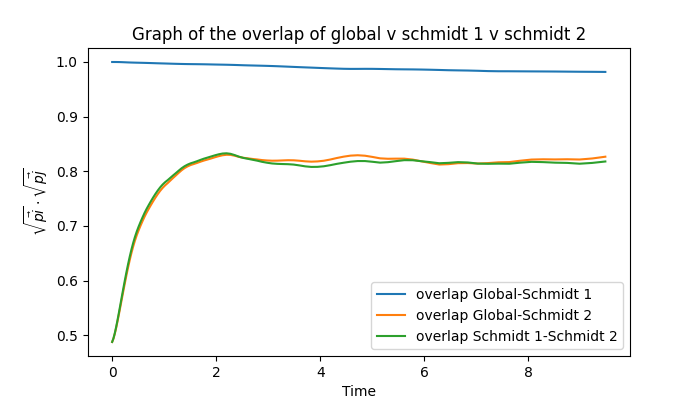 Graph of the overlap of global v schmidt 1 v schmidt 2
1.0
0.9
0.8
0.7
0.6
0.5
√p⃗i · √p⃗j
overlap Global-Schmidt 1
overlap Global-Schmidt 2
overlap Schmidt 1-Schmidt 2
0 2 4 6 8
Time